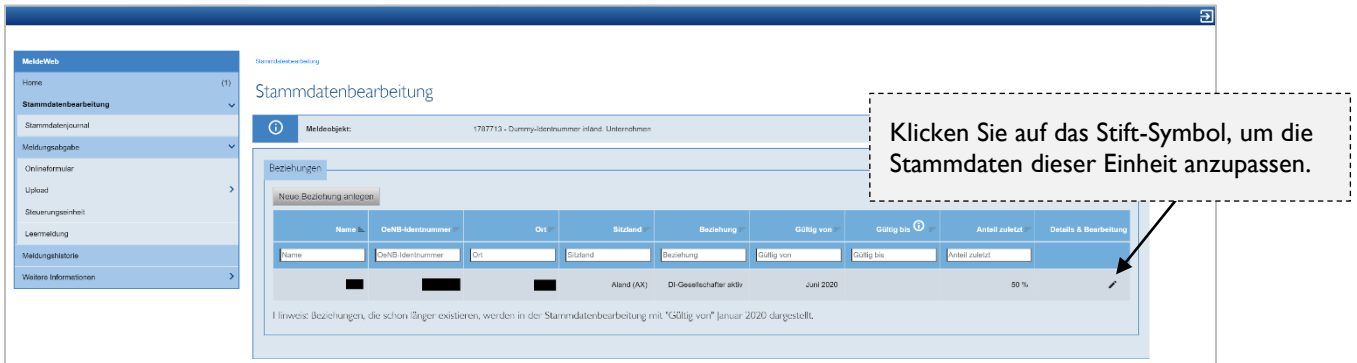 MeldeWeb
Home (1)
Stammdatenbearbeitung
Stammdatenjournal
Meldungsabgabe
Onlineformular
Upload
Steuerungseinheit
Leermeldung
Meldungshistorie
Weitere Informationen
Stammdatenbearbeitung
Stammdatenbearbeitung
Meldeobjekt: 1787713 - Dummy-Identnummer inländ. Unternehmen
Klicken Sie auf das Stift-Symbol, um die
Stammdaten dieser Einheit anzupassen.
Beziehungen
Neue Beziehung anlegen
Name OeNB-Identnummer Ort Sitzland Beziehung Gültig von Gültig bis Anteil zuletzt Details & Bearbeitung
Name OeNB-Identnummer Ort Sitzland Beziehung Gültig von Gültig bis Anteil zuletzt
Aland (AX) DI-Gesellschafter aktiv Juni 2020 50 %
Hinweis: Beziehungen, die schon länger existieren, werden in der Stammdatenbearbeitung mit "Gültig von" Januar 2020 dargestellt.